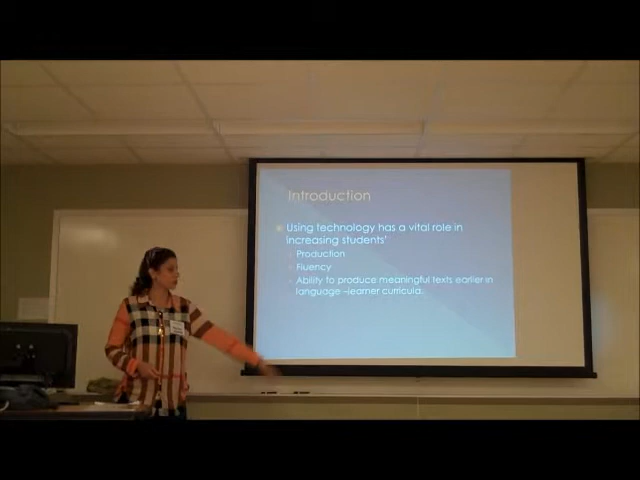 Introduction
Using technology has a vital role in
increasing students'
Production
Fluency
Ability to produce meaningful texts earlier in
language –learner curricula.